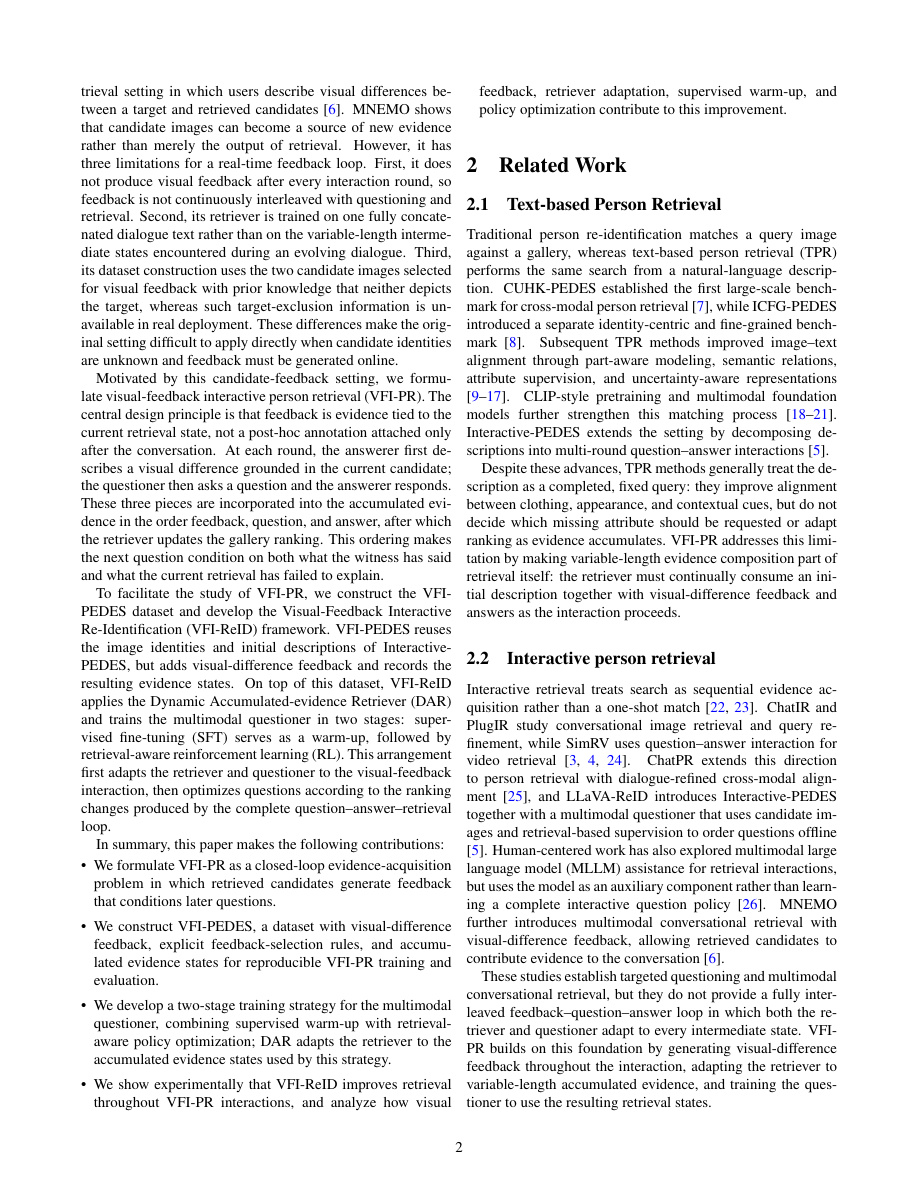 trieval setting in which users describe visual differences be-
tween a target and retrieved candidates [6]. MNEMO shows
that candidate images can become a source of new evidence
rather than merely the output of retrieval. However, it has
three limitations for a real-time feedback loop. First, it does
not produce visual feedback after every interaction round, so
feedback is not continuously interleaved with questioning and
retrieval. Second, its retriever is trained on one fully concate-
nated dialogue text rather than on the variable-length interme-
diate states encountered during an evolving dialogue. Third,
its dataset construction uses the two candidate images selected
for visual feedback with prior knowledge that neither depicts
the target, whereas such target-exclusion information is un-
available in real deployment. These differences make the orig-
inal setting difficult to apply directly when candidate identities
are unknown and feedback must be generated online.
Motivated by this candidate-feedback setting, we formu-
late visual-feedback interactive person retrieval (VFI-PR). The
central design principle is that feedback is evidence tied to the
current retrieval state, not a post-hoc annotation attached only
after the conversation. At each round, the answerer first de-
scribes a visual difference grounded in the current candidate;
the questioner then asks a question and the answerer responds.
These three pieces are incorporated into the accumulated evi-
dence in the order feedback, question, and answer, after which
the retriever updates the gallery ranking. This ordering makes
the next question condition on both what the witness has said
and what the current retrieval has failed to explain.
To facilitate the study of VFI-PR, we construct the VFI-
PEDES dataset and develop the Visual-Feedback Interactive
Re-Identification (VFI-ReID) framework. VFI-PEDES reuses
the image identities and initial descriptions of Interactive-
PEDES, but adds visual-difference feedback and records the
resulting evidence states. On top of this dataset, VFI-ReID
applies the Dynamic Accumulated-evidence Retriever (DAR)
and trains the multimodal questioner in two stages: super-
vised fine-tuning (SFT) serves as a warm-up, followed by
retrieval-aware reinforcement learning (RL). This arrangement
first adapts the retriever and questioner to the visual-feedback
interaction, then optimizes questions according to the ranking
changes produced by the complete question–answer–retrieval
loop.
In summary, this paper makes the following contributions:
• We formulate VFI-PR as a closed-loop evidence-acquisition
problem in which retrieved candidates generate feedback
that conditions later questions.
• We construct VFI-PEDES, a dataset with visual-difference
feedback, explicit feedback-selection rules, and accumu-
lated evidence states for reproducible VFI-PR training and
evaluation.
• We develop a two-stage training strategy for the multimodal
questioner, combining supervised warm-up with retrieval-
aware policy optimization; DAR adapts the retriever to the
accumulated evidence states used by this strategy.
• We show experimentally that VFI-ReID improves retrieval
throughout VFI-PR interactions, and analyze how visual
feedback, retriever adaptation, supervised warm-up, and
policy optimization contribute to this improvement.
2 Related Work
2.1 Text-based Person Retrieval
Traditional person re-identification matches a query image
against a gallery, whereas text-based person retrieval (TPR)
performs the same search from a natural-language descrip-
tion. CUHK-PEDES established the first large-scale bench-
mark for cross-modal person retrieval [7], while ICFG-PEDES
introduced a separate identity-centric and fine-grained bench-
mark [8]. Subsequent TPR methods improved image–text
alignment through part-aware modeling, semantic relations,
attribute supervision, and uncertainty-aware representations
[9–17]. CLIP-style pretraining and multimodal foundation
models further strengthen this matching process [18–21].
Interactive-PEDES extends the setting by decomposing de-
scriptions into multi-round question–answer interactions [5].
Despite these advances, TPR methods generally treat the de-
scription as a completed, fixed query: they improve alignment
between clothing, appearance, and contextual cues, but do not
decide which missing attribute should be requested or adapt
ranking as evidence accumulates. VFI-PR addresses this limi-
tation by making variable-length evidence composition part of
retrieval itself: the retriever must continually consume an ini-
tial description together with visual-difference feedback and
answers as the interaction proceeds.
2.2 Interactive person retrieval
Interactive retrieval treats search as sequential evidence ac-
quisition rather than a one-shot match [22, 23]. ChatIR and
PlugIR study conversational image retrieval and query re-
finement, while SimRV uses question–answer interaction for
video retrieval [3, 4, 24]. ChatPR extends this direction
to person retrieval with dialogue-refined cross-modal align-
ment [25], and LLaVA-ReID introduces Interactive-PEDES
together with a multimodal questioner that uses candidate im-
ages and retrieval-based supervision to order questions offline
[5]. Human-centered work has also explored multimodal large
language model (MLLM) assistance for retrieval interactions,
but uses the model as an auxiliary component rather than learn-
ing a complete interactive question policy [26]. MNEMO
further introduces multimodal conversational retrieval with
visual-difference feedback, allowing retrieved candidates to
contribute evidence to the conversation [6].
These studies establish targeted questioning and multimodal
conversational retrieval, but they do not provide a fully inter-
leaved feedback–question–answer loop in which both the re-
triever and questioner adapt to every intermediate state. VFI-
PR builds on this foundation by generating visual-difference
feedback throughout the interaction, adapting the retriever to
variable-length accumulated evidence, and training the ques-
tioner to use the resulting retrieval states.
2